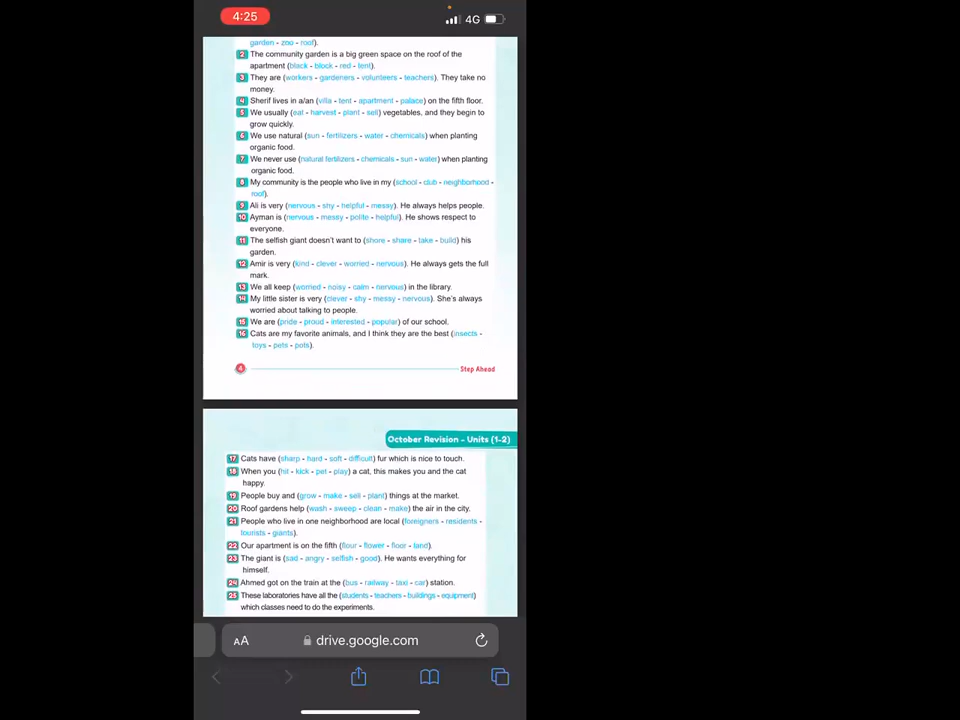 4:25
4G
garden - zoo - roof).
2 The community garden is a big green space on the roof of the
apartment (black - block - red - tent).
3 They are (workers - gardeners - volunteers - teachers). They take no
money.
4 Sherif lives in a/an (villa - tent - apartment - palace) on the fifth floor.
5 We usually (eat - harvest - plant - sell) vegetables, and they begin to
grow quickly.
6 We use natural (sun - fertilizers - water - chemicals) when planting
organic food.
7 We never use (natural fertilizers - chemicals - sun - water) when planting
organic food.
8 My community is the people who live in my (school - club - neighborhood -
roof).
9 Ali is very (nervous - shy - helpful - messy). He always helps people.
10 Ayman is (nervous - messy - polite - helpful). He shows respect to
everyone.
11 The selfish giant doesn't want to (shore - share - take - build) his
garden.
12 Amir is very (kind - clever - worried - nervous). He always gets the full
mark.
13 We all keep (worried - noisy - calm - nervous) in the library.
14 My little sister is very (clever - shy - messy - nervous). She's always
worried about talking to people.
15 We are (pride - proud - interested - popular) of our school.
16 Cats are my favorite animals, and I think they are the best (insects -
toys - pets - pots).
4
Step Ahead
October Revision - Units (1-2)
17 Cats have (sharp - hard - soft - difficult) fur which is nice to touch.
18 When you (hit - kick - pet - play) a cat, this makes you and the cat
happy.
19 People buy and (grow - make - sell - plant) things at the market.
20 Roof gardens help (wash - sweep - clean - make) the air in the city.
21 People who live in one neighborhood are local (foreigners - residents -
tourists - giants).
22 Our apartment is on the fifth (flour - flower - floor - land).
23 The giant is (sad - angry - selfish - good). He wants everything for
himself.
24 Ahmed got on the train at the (bus - railway - taxi - car) station.
25 These laboratories have all the (students - teachers - buildings - equipment)
which classes need to do the experiments.
AA
drive.google.com